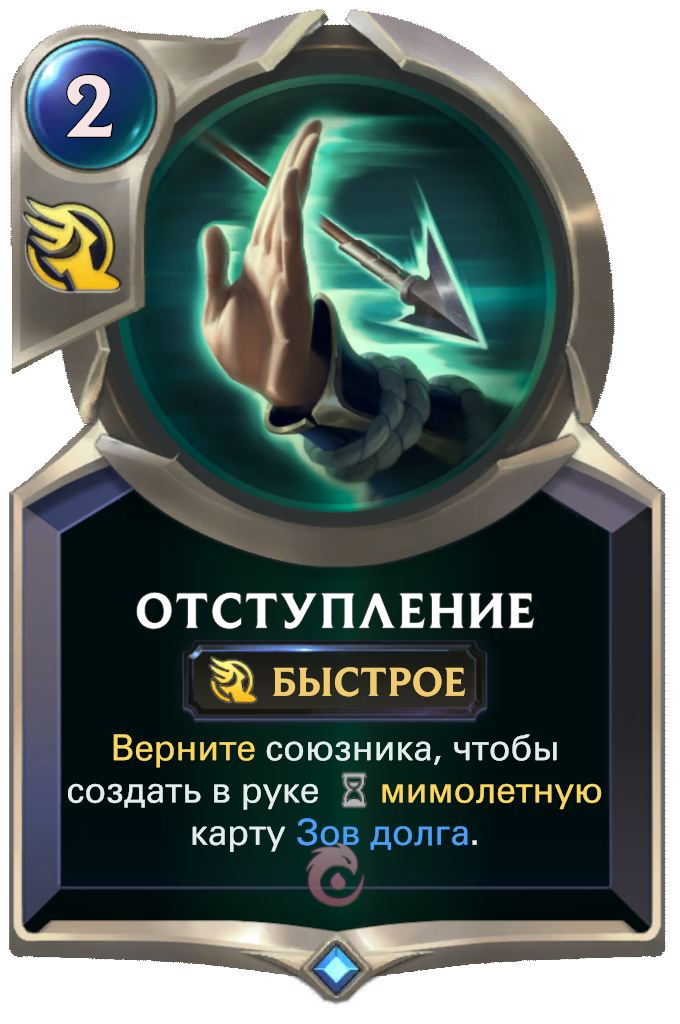 2
ОТСТУПЛЕНИЕ
БЫСТРОЕ
Верните союзника, чтобы
создать в руке мимолетную
карту Зов долга.